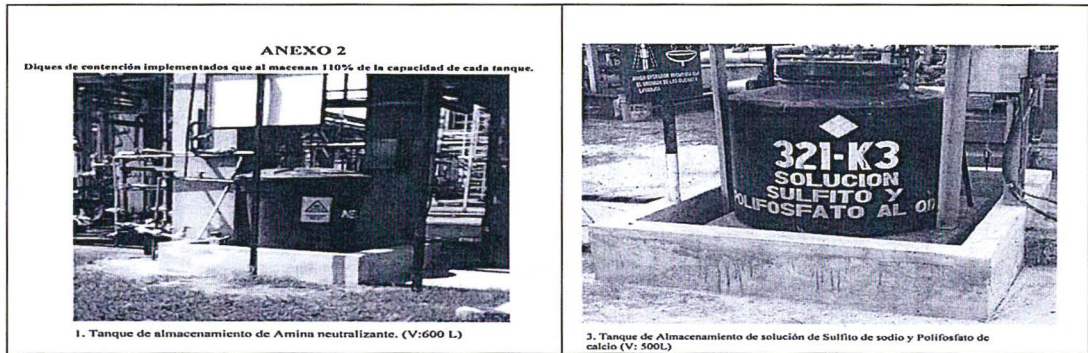 ANEXO 2
Diques de contención implementados que al macenan 110% de la capacidad de cada tanque.
1. Tanque de almacenamiento de Amina neutralizante. (V:600 L)
321-K3
SOLUCION
SULFITO Y
POLIFOSFATO AL
3. Tanque de Almacenamiento de solución de Sulfito de sodio y Polifosfato de
calcio (V: 500L)